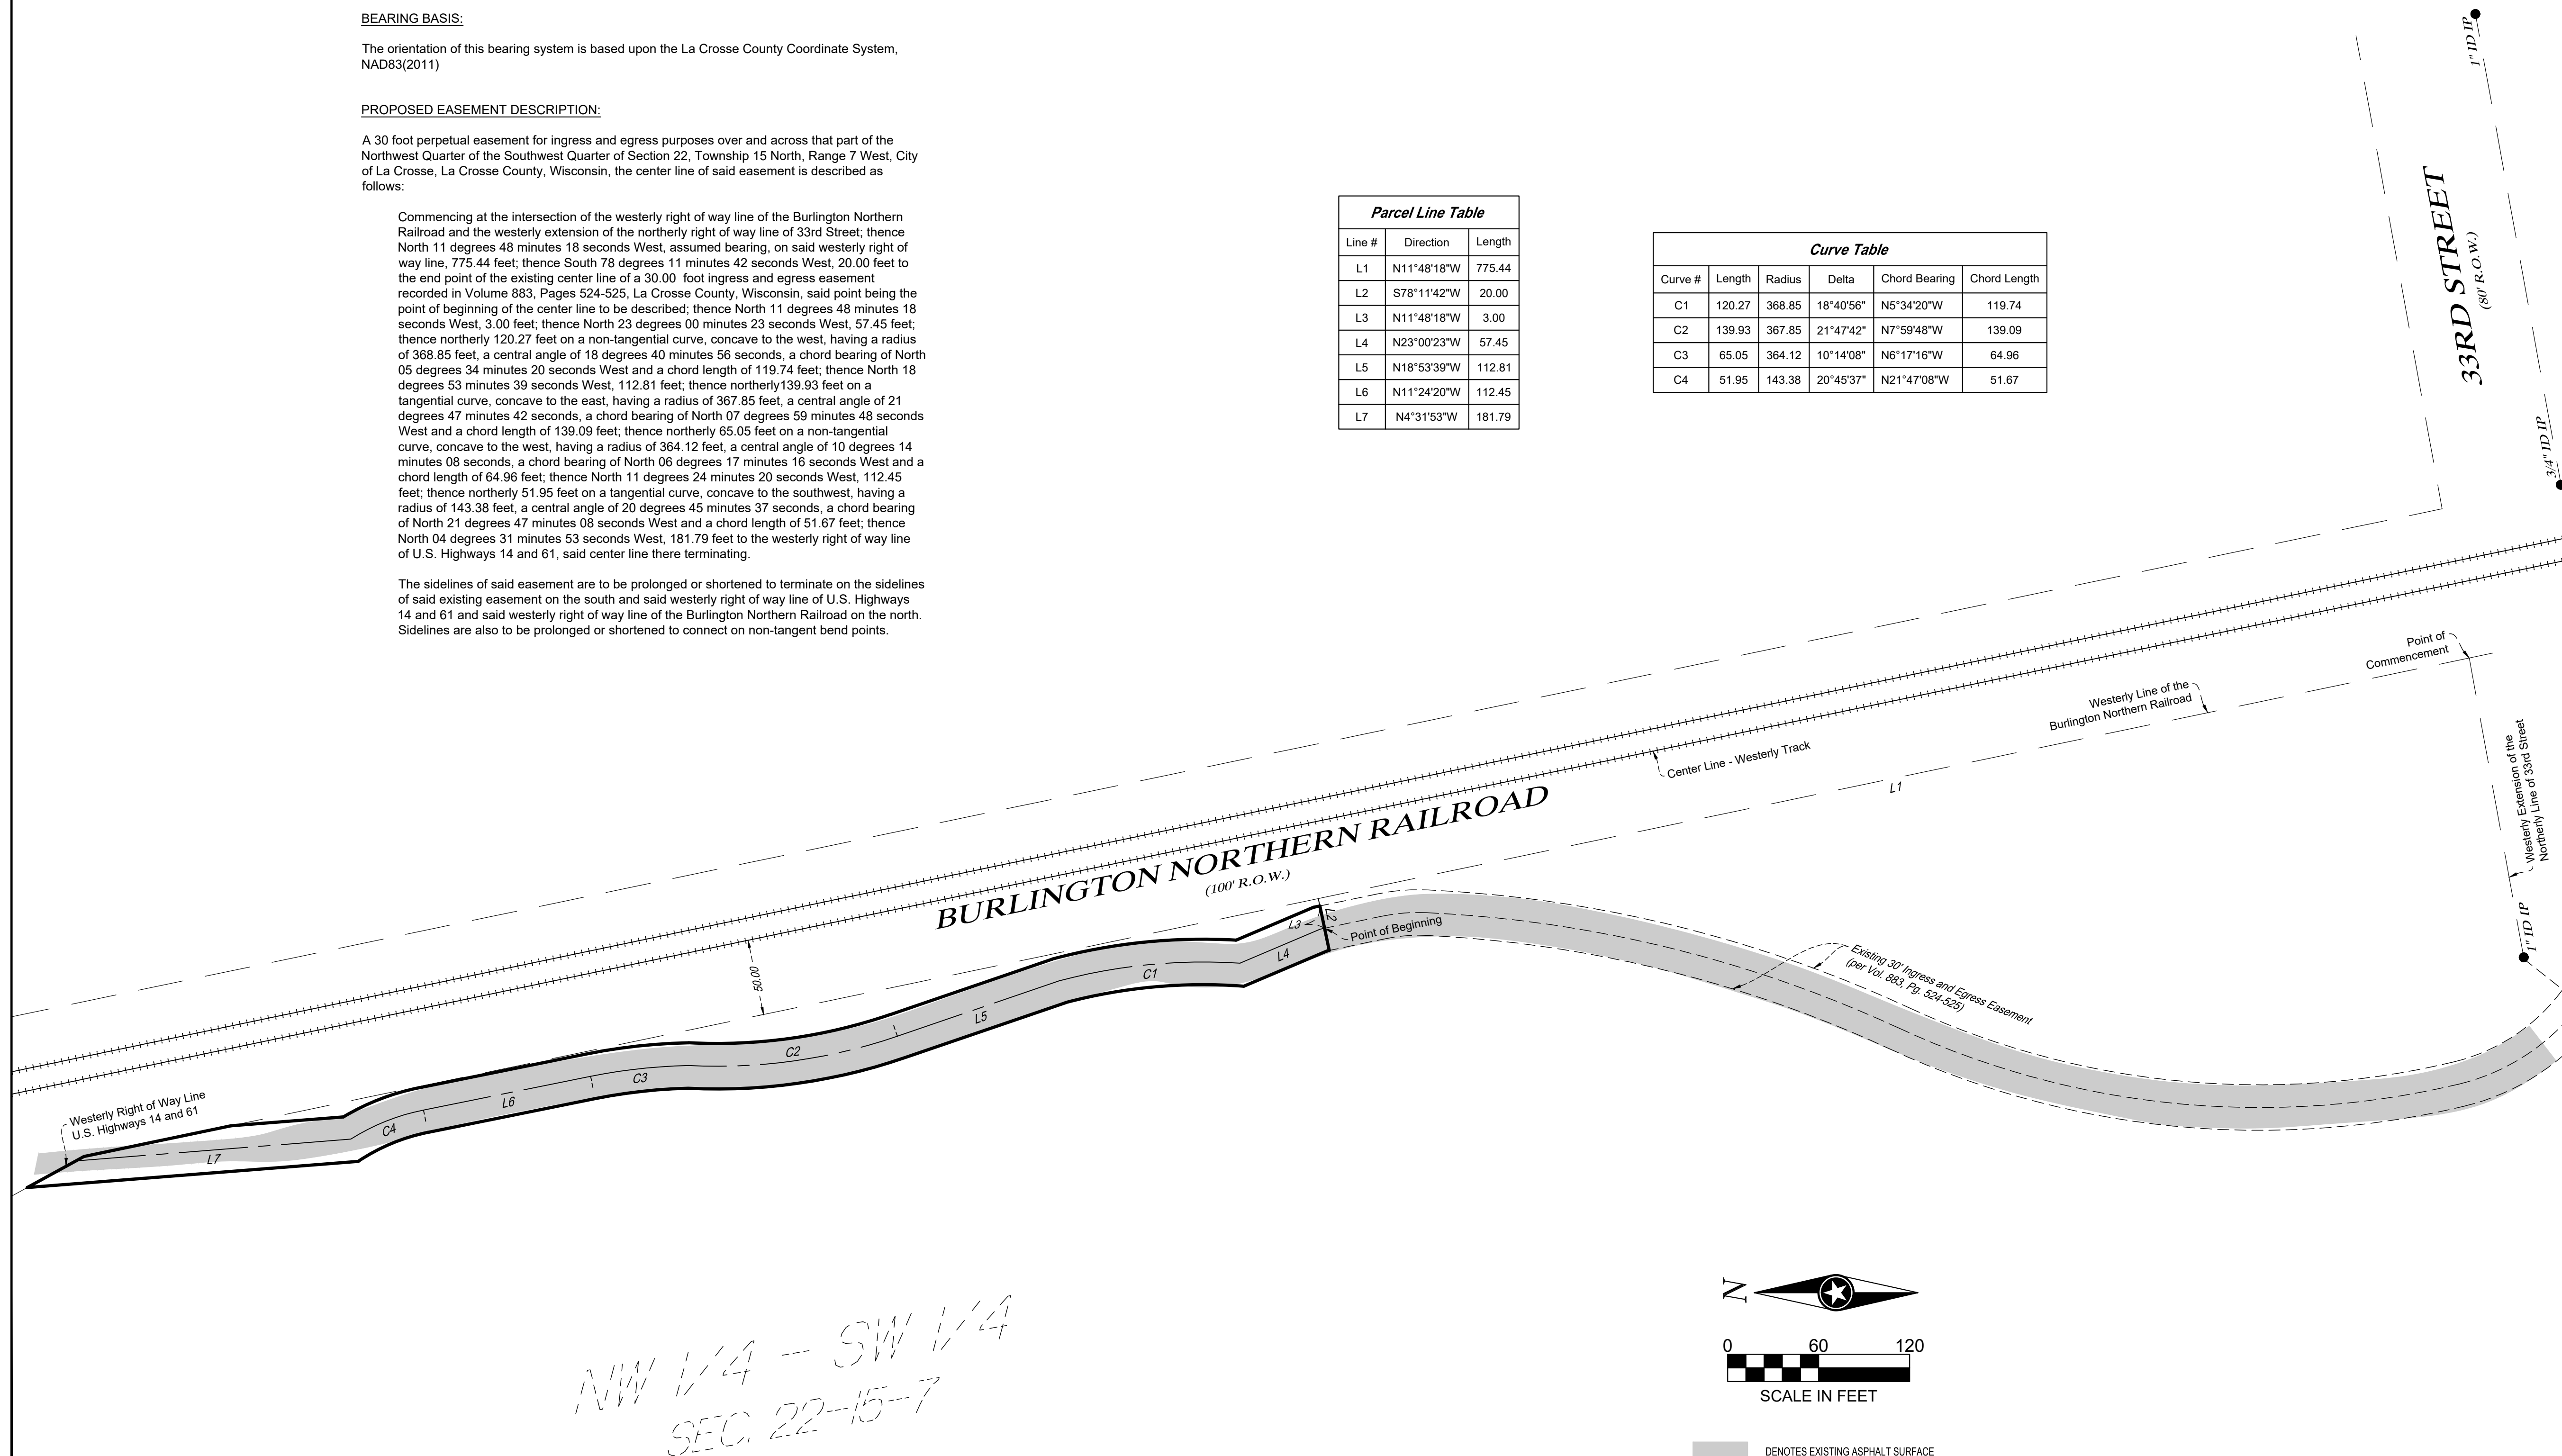 BEARING BASIS:
The orientation of this bearing system is based upon the La Crosse County Coordinate System,
NAD83(2011)
PROPOSED EASEMENT DESCRIPTION:
A 30 foot perpetual easement for ingress and egress purposes over and across that part of the
Northwest Quarter of the Southwest Quarter of Section 22, Township 15 North, Range 7 West, City
of La Crosse, La Crosse County, Wisconsin, the center line of said easement is described as
follows:
Commencing at the intersection of the westerly right of way line of the Burlington Northern
Railroad and the westerly extension of the northerly right of way line of 33rd Street; thence
North 11 degrees 48 minutes 18 seconds West, assumed bearing, on said westerly right of
way line, 775.44 feet; thence South 78 degrees 11 minutes 42 seconds West, 20.00 feet to
the end point of the existing center line of a 30.00 foot ingress and egress easement
recorded in Volume 883, Pages 524-525, La Crosse County, Wisconsin, said point being the
point of beginning of the center line to be described; thence North 11 degrees 48 minutes 18
seconds West, 3.00 feet; thence North 23 degrees 00 minutes 23 seconds West, 57.45 feet;
thence northerly 120.27 feet on a non-tangential curve, concave to the west, having a radius
of 368.85 feet, a central angle of 18 degrees 40 minutes 56 seconds, a chord bearing of North
05 degrees 34 minutes 20 seconds West and a chord length of 119.74 feet; thence North 18
degrees 53 minutes 39 seconds West, 112.81 feet; thence northerly139.93 feet on a
tangential curve, concave to the east, having a radius of 367.85 feet, a central angle of 21
degrees 47 minutes 42 seconds, a chord bearing of North 07 degrees 59 minutes 48 seconds
West and a chord length of 139.09 feet; thence northerly 65.05 feet on a non-tangential
curve, concave to the west, having a radius of 364.12 feet, a central angle of 10 degrees 14
minutes 08 seconds, a chord bearing of North 06 degrees 17 minutes 16 seconds West and a
chord length of 64.96 feet; thence North 11 degrees 24 minutes 20 seconds West, 112.45
feet; thence northerly 51.95 feet on a tangential curve, concave to the southwest, having a
radius of 143.38 feet, a central angle of 20 degrees 45 minutes 37 seconds, a chord bearing
of North 21 degrees 47 minutes 08 seconds West and a chord length of 51.67 feet; thence
North 04 degrees 31 minutes 53 seconds West, 181.79 feet to the westerly right of way line
of U.S. Highways 14 and 61, said center line there terminating.
The sidelines of said easement are to be prolonged or shortened to terminate on the sidelines
of said existing easement on the south and said westerly right of way line of U.S. Highways
14 and 61 and said westerly right of way line of the Burlington Northern Railroad on the north.
Sidelines are also to be prolonged or shortened to connect on non-tangent bend points.
Parcel Line Table
Line # Direction Length
L1 N11°48'18"W 775.44
L2 S78°11'42"W 20.00
L3 N11°48'18"W 3.00
L4 N23°00'23"W 57.45
L5 N18°53'39"W 112.81
L6 N11°24'20"W 112.45
L7 N4°31'53"W 181.79
Curve Table
Curve # Length Radius Delta Chord Bearing Chord Length
C1 120.27 368.85 18°40'56" N5°34'20"W 119.74
C2 139.93 367.85 21°47'42" N7°59'48"W 139.09
C3 65.05 364.12 10°14'08" N6°17'16"W 64.96
C4 51.95 143.38 20°45'37" N21°47'08"W 51.67
1" ID IP
33RD STREET
(80' R.O.W.)
3/4" ID IP
Point of
Commencement
Westerly Line of the
Burlington Northern Railroad
Center Line - Westerly Track
L1
Westerly Extension of the
Northerly Line of 33rd Street
1" ID IP
BURLINGTON NORTHERN RAILROAD
(100' R.O.W.)
L2
L3
Point of Beginning
L4
C1
L5
C2
C3
L6
C4
L7
50.00
Existing 30' Ingress and Egress Easement
(per Vol. 883, Pg. 524-525)
Westerly Right of Way Line
U.S. Highways 14 and 61
NW 1/4 - SW 1/4
SEC. 22-15-7
N
0 60 120
SCALE IN FEET
DENOTES EXISTING ASPHALT SURFACE